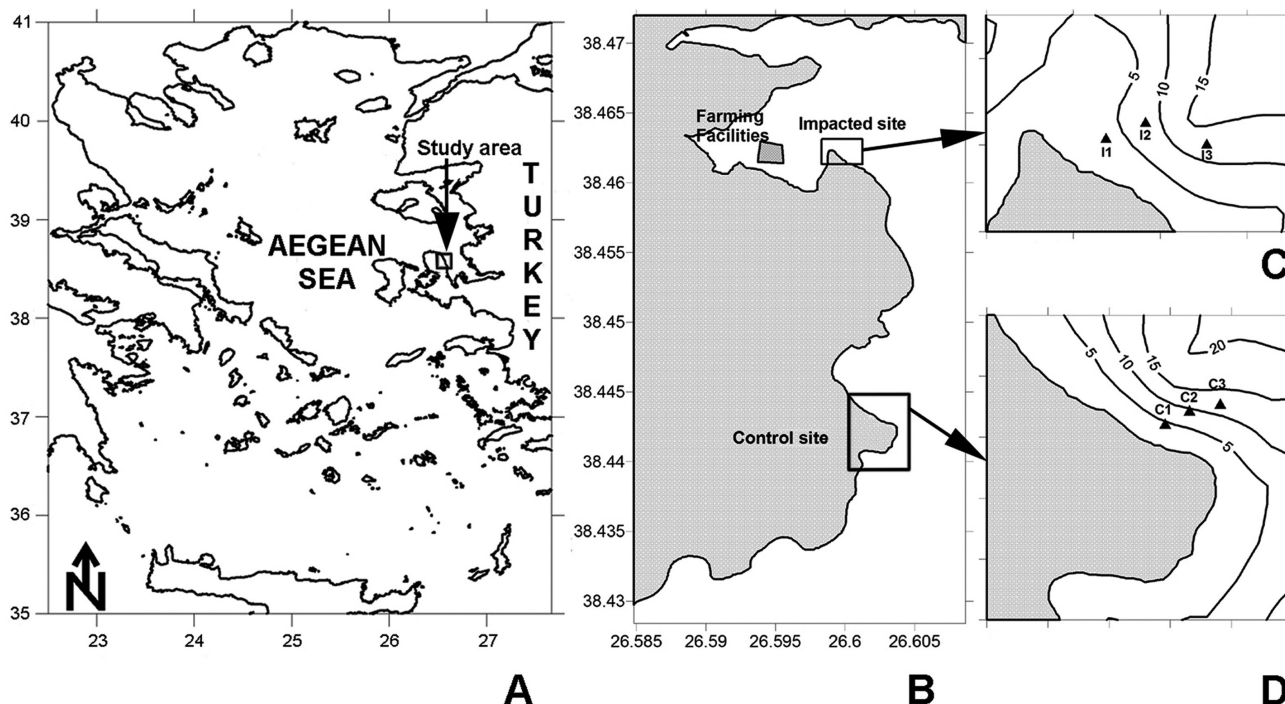 41
40
39
38
37
36
35
23
24
25
26
27
Study area
AEGEAN
SEA
TURKEY
N
A
38.47
38.465
38.46
38.455
38.45
38.445
38.44
38.435
38.43
26.585
26.59
26.595
26.6
26.605
Farming
Facilities
Impacted site
Control site
B
5
10
15
I1
I2
I3
C
5
10
15
20
C3
C2
C1
5
D